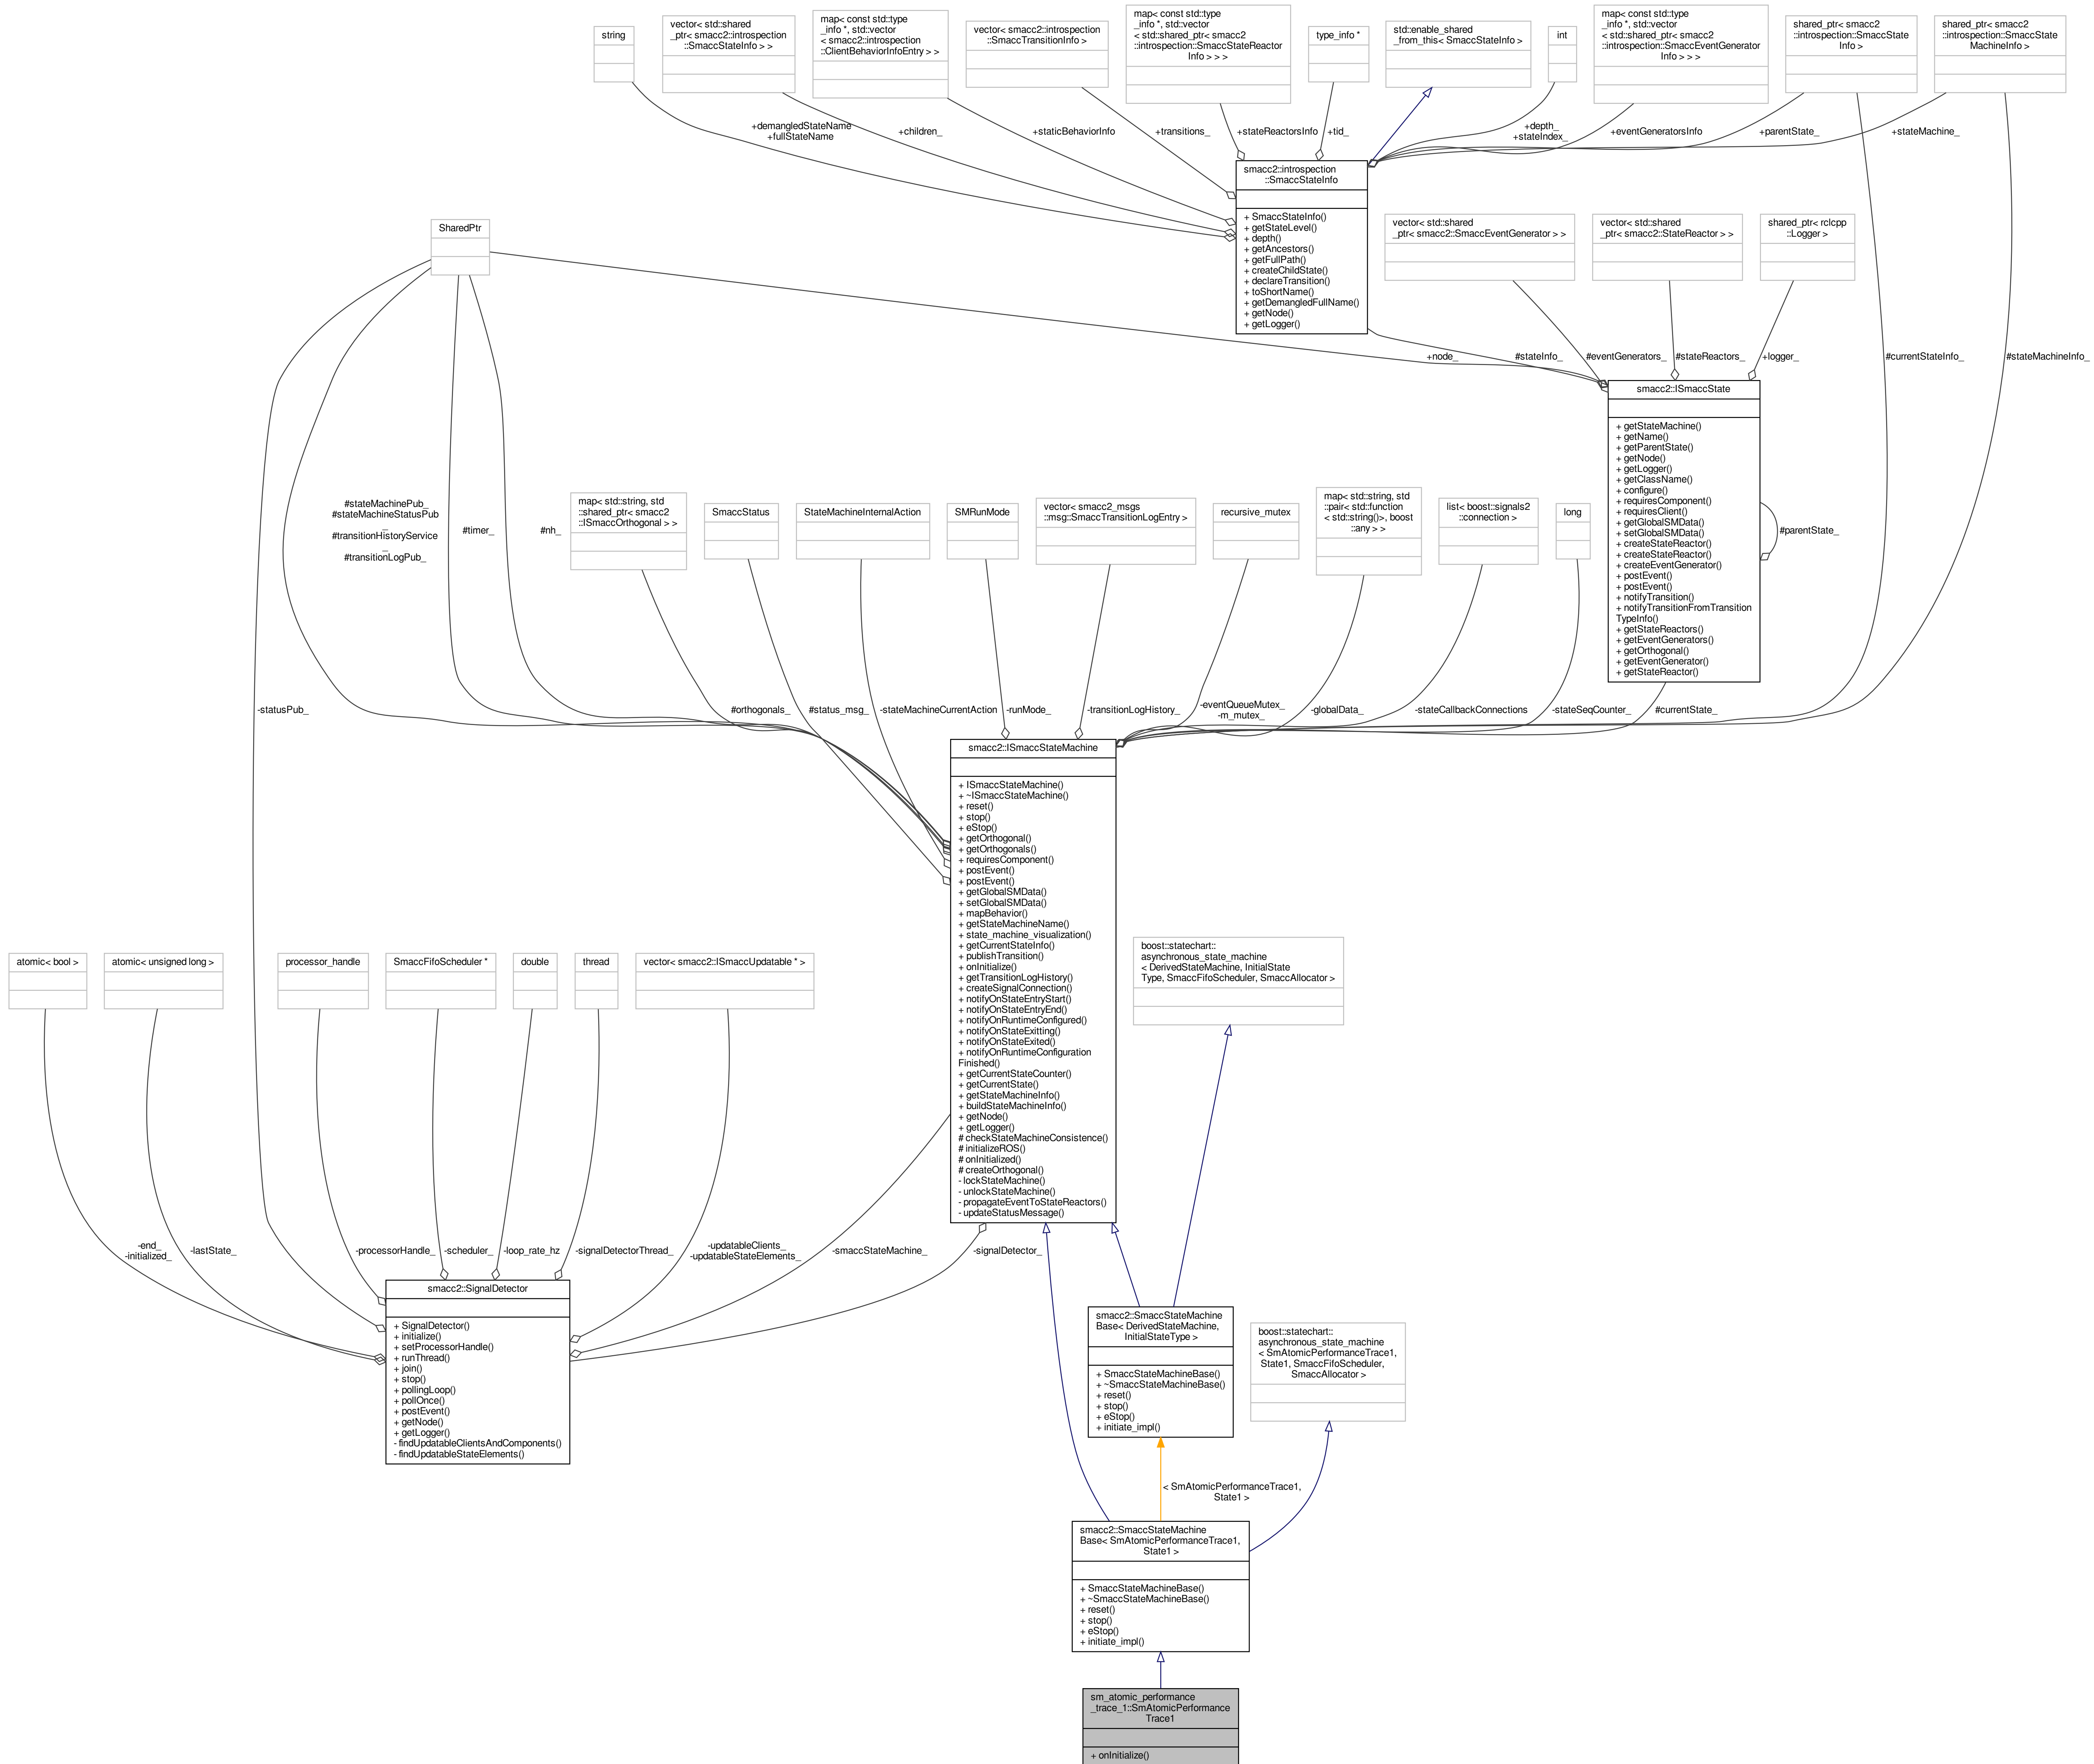 string
vector< std::shared
_ptr< smacc2::introspection
::SmaccStateInfo > >
map< const std::type
_info *, std::vector
< smacc2::introspection
::ClientBehaviorInfoEntry > >
vector< smacc2::introspection
::SmaccTransitionInfo >
map< const std::type
_info *, std::vector
< std::shared_ptr< smacc2
::introspection::SmaccStateReactor
Info > > >
type_info *
std::enable_shared
_from_this< SmaccStateInfo >
int
map< const std::type
_info *, std::vector
< std::shared_ptr< smacc2
::introspection::SmaccEventGenerator
Info > > >
shared_ptr< smacc2
::introspection::SmaccState
Info >
shared_ptr< smacc2
::introspection::SmaccState
MachineInfo >
+demangledStateName
+fullStateName
+children_
+staticBehaviorInfo
+transitions_
+stateReactorsInfo
+tid_
+depth_
+stateIndex_
+eventGeneratorsInfo
+parentState_
+stateMachine_
smacc2::introspection
::SmaccStateInfo
+ SmaccStateInfo()
+ getStateLevel()
+ depth()
+ getAncestors()
+ getFullPath()
+ createChildState()
+ declareTransition()
+ toShortName()
+ getDemangledFullName()
+ getNode()
+ getLogger()
SharedPtr
vector< std::shared
_ptr< smacc2::SmaccEventGenerator > >
vector< std::shared
_ptr< smacc2::StateReactor > >
shared_ptr< rclcpp
::Logger >
+node_
#stateInfo_
#eventGenerators_
#stateReactors_
+logger_
#currentStateInfo_
#stateMachineInfo_
smacc2::ISmaccState
+ getStateMachine()
+ getName()
+ getParentState()
+ getNode()
+ getLogger()
+ getClassName()
+ configure()
+ requiresComponent()
+ requiresClient()
+ getGlobalSMData()
+ setGlobalSMData()
+ createStateReactor()
+ createStateReactor()
+ createEventGenerator()
+ postEvent()
+ postEvent()
+ notifyTransition()
+ notifyTransitionFromTransition
TypeInfo()
+ getStateReactors()
+ getEventGenerators()
+ getOrthogonal()
+ getEventGenerator()
+ getStateReactor()
#parentState_
#stateMachinePub_
#stateMachineStatusPub
_
#transitionHistoryService
_
#transitionLogPub_
#timer_
#nh_
map< std::string, std
::shared_ptr< smacc2
::ISmaccOrthogonal > >
SmaccStatus
StateMachineInternalAction
SMRunMode
vector< smacc2_msgs
::msg::SmaccTransitionLogEntry >
recursive_mutex
map< std::string, std
::pair< std::function
< std::string()>, boost
::any > >
list< boost::signals2
::connection >
long
-statusPub_
#orthogonals_
#status_msg_
-stateMachineCurrentAction
-runMode_
-transitionLogHistory_
-eventQueueMutex_
-m_mutex_
-globalData_
-stateCallbackConnections
-stateSeqCounter_
#currentState_
smacc2::ISmaccStateMachine
+ ISmaccStateMachine()
+ ~ISmaccStateMachine()
+ reset()
+ stop()
+ eStop()
+ getOrthogonal()
+ getOrthogonals()
+ requiresComponent()
+ postEvent()
+ postEvent()
+ getGlobalSMData()
+ setGlobalSMData()
+ mapBehavior()
+ getStateMachineName()
+ state_machine_visualization()
+ getCurrentStateInfo()
+ publishTransition()
+ onInitialize()
+ getTransitionLogHistory()
+ createSignalConnection()
+ notifyOnStateEntryStart()
+ notifyOnStateEntryEnd()
+ notifyOnRuntimeConfigured()
+ notifyOnStateExitting()
+ notifyOnStateExited()
+ notifyOnRuntimeConfiguration
Finished()
+ getCurrentStateCounter()
+ getCurrentState()
+ getStateMachineInfo()
+ buildStateMachineInfo()
+ getNode()
+ getLogger()
# checkStateMachineConsistence()
# initializeROS()
# onInitialized()
# createOrthogonal()
- lockStateMachine()
- unlockStateMachine()
- propagateEventToStateReactors()
- updateStatusMessage()
atomic< bool >
atomic< unsigned long >
processor_handle
SmaccFifoScheduler *
double
thread
vector< smacc2::ISmaccUpdatable * >
boost::statechart::
asynchronous_state_machine
< DerivedStateMachine, InitialState
Type, SmaccFifoScheduler, SmaccAllocator >
-end_
-initialized_
-lastState_
-processorHandle_
-scheduler_
-loop_rate_hz
-signalDetectorThread_
-updatableClients_
-updatableStateElements_
-smaccStateMachine_
-signalDetector_
smacc2::SignalDetector
+ SignalDetector()
+ initialize()
+ setProcessorHandle()
+ runThread()
+ join()
+ stop()
+ pollingLoop()
+ pollOnce()
+ postEvent()
+ getNode()
+ getLogger()
- findUpdatableClientsAndComponents()
- findUpdatableStateElements()
smacc2::SmaccStateMachine
Base< DerivedStateMachine,
InitialStateType >
+ SmaccStateMachineBase()
+ ~SmaccStateMachineBase()
+ reset()
+ stop()
+ eStop()
+ initiate_impl()
boost::statechart::
asynchronous_state_machine
< SmAtomicPerformanceTrace1,
State1, SmaccFifoScheduler,
SmaccAllocator >
< SmAtomicPerformanceTrace1,
State1 >
smacc2::SmaccStateMachine
Base< SmAtomicPerformanceTrace1,
State1 >
+ SmaccStateMachineBase()
+ ~SmaccStateMachineBase()
+ reset()
+ stop()
+ eStop()
+ initiate_impl()
sm_atomic_performance
_trace_1::SmAtomicPerformance
Trace1
+ onInitialize()